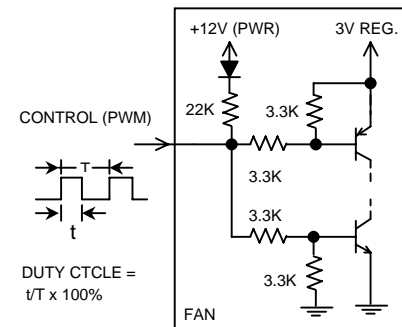 +12V (PWR)
3V REG.
22K
3.3K
CONTROL (PWM)
T
3.3K
t
3.3K
3.3K
DUTY CTCLE =
t/T x 100%
FAN